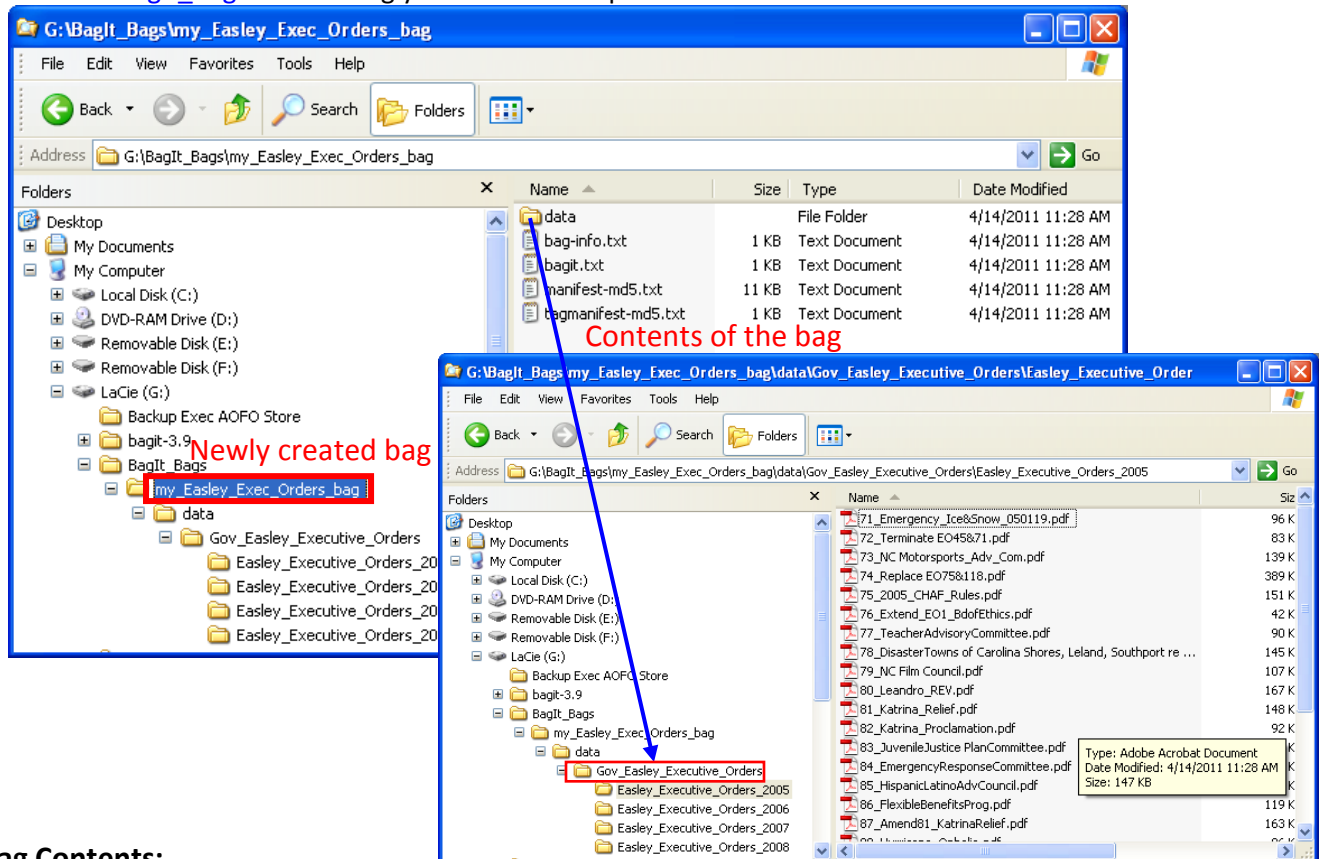 G:\BagIt_Bags\my_Easley_Exec_Orders_bag
File Edit View Favorites Tools Help
Back Search Folders
Address G:\BagIt_Bags\my_Easley_Exec_Orders_bag Go
Folders X
Desktop
My Documents
My Computer
Local Disk (C:)
DVD-RAM Drive (D:)
Removable Disk (E:)
Removable Disk (F:)
LaCie (G:)
Backup Exec AOFO Store
bagit-3.9
Newly created bag
BagIt_Bags
my_Easley_Exec_Orders_bag
data
Gov_Easley_Executive_Orders
Easley_Executive_Orders_20
Easley_Executive_Orders_20
Easley_Executive_Orders_20
Easley_Executive_Orders_20
Name Size Type Date Modified
data File Folder 4/14/2011 11:28 AM
bag-info.txt 1 KB Text Document 4/14/2011 11:28 AM
bagit.txt 1 KB Text Document 4/14/2011 11:28 AM
manifest-md5.txt 11 KB Text Document 4/14/2011 11:28 AM
tagmanifest-md5.txt 1 KB Text Document 4/14/2011 11:28 AM
Contents of the bag
G:\BagIt_Bags\my_Easley_Exec_Orders_bag\data\Gov_Easley_Executive_Orders\Easley_Executive_Order
File Edit View Favorites Tools Help
Back Search Folders
Address G:\BagIt_Bags\my_Easley_Exec_Orders_bag\data\Gov_Easley_Executive_Orders\Easley_Executive_Orders_2005 Go
Folders X
Desktop
My Documents
My Computer
Local Disk (C:)
DVD-RAM Drive (D:
Removable Disk (E:)
Removable Disk (F:)
LaCie (G:)
Backup Exec AOFO Store
bagit-3.9
BagIt_Bags
my_Easley_Exec_Orders_bag
data
Gov_Easley_Executive_Orders
Easley_Executive_Orders_2005
Easley_Executive_Orders_2006
Easley_Executive_Orders_2007
Easley_Executive_Orders_2008
Name Siz
71_Emergency_Ice&Snow_050119.pdf 96 K
72_Terminate EO45&71.pdf 83 K
73_NC Motorsports_Adv_Com.pdf 139 K
74_Replace EO75&118.pdf 389 K
75_2005_CHAF_Rules.pdf 151 K
76_Extend_EO1_BdofEthics.pdf 42 K
77_TeacherAdvisoryCommittee.pdf 90 K
78_DisasterTowns of Carolina Shores, Leland, Southport re ... 145 K
79_NC Film Council.pdf 107 K
80_Leandro_REV.pdf 167 K
81_Katrina_Relief.pdf 148 K
82_Katrina_Proclamation.pdf 92 K
83_JuvenileJustice PlanCommittee.pdf K
84_EmergencyResponseCommittee.pdf K
85_HispanicLatinoAdvCouncil.pdf K
86_FlexibleBenefitsProg.pdf 119 K
87_Amend81_KatrinaRelief.pdf 163 K
Type: Adobe Acrobat Document
Date Modified: 4/14/2011 11:28 AM
Size: 147 KB
ag Contents: